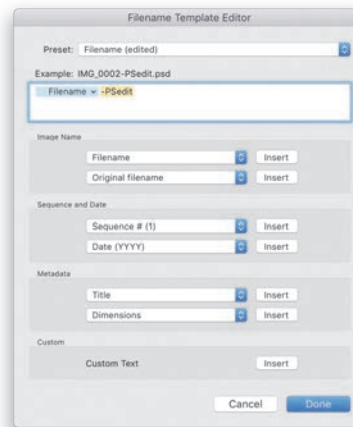 Filename Template Editor
Preset: Filename (edited)
Example: IMG_0002-PSedit.psd
Filename -PSedit
Image Name
Filename Insert
Original filename Insert
Sequence and Date
Sequence # (1) Insert
Date (YYYY) Insert
Metadata
Title Insert
Dimensions Insert
Custom
Custom Text Insert
Cancel Done